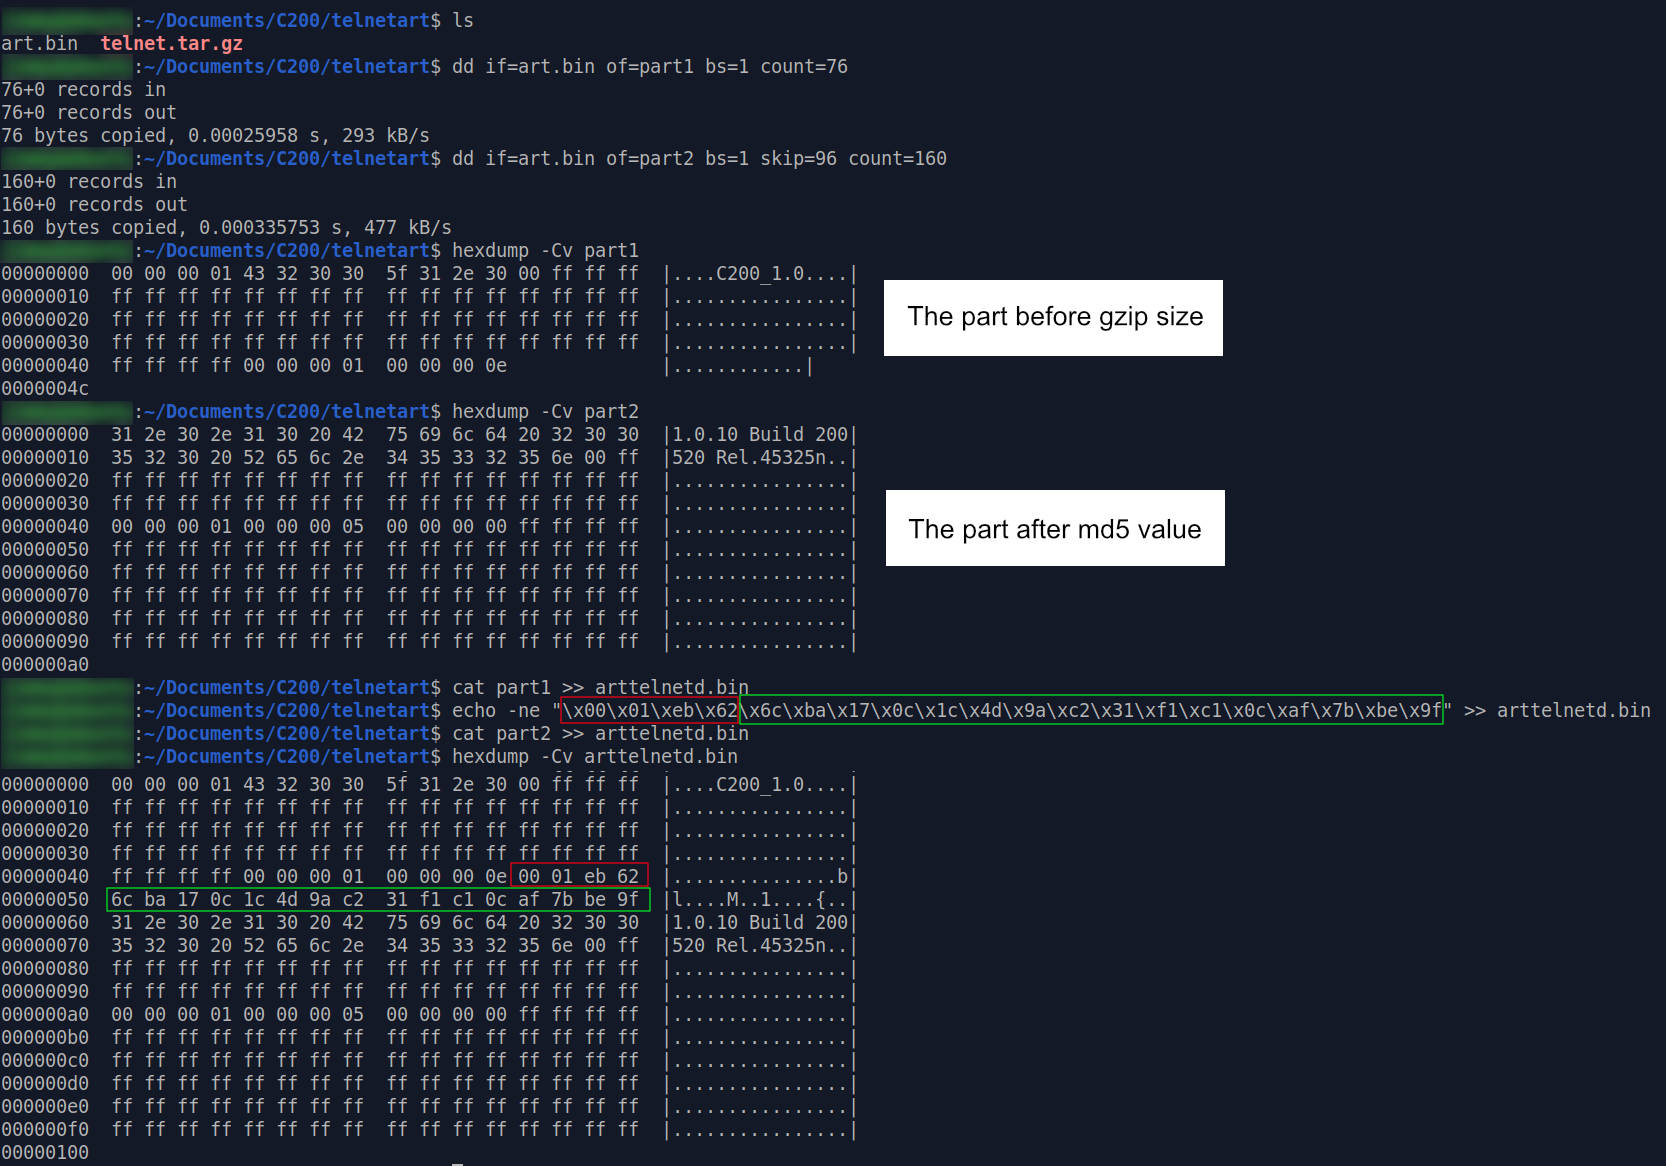 :~/Documents/C200/telnetart$ ls
art.bin  telnet.tar.gz
:~/Documents/C200/telnetart$ dd if=art.bin of=part1 bs=1 count=76
76+0 records in
76+0 records out
76 bytes copied, 0.00025958 s, 293 kB/s
:~/Documents/C200/telnetart$ dd if=art.bin of=part2 bs=1 skip=96 count=160
160+0 records in
160+0 records out
160 bytes copied, 0.000335753 s, 477 kB/s
:~/Documents/C200/telnetart$ hexdump -Cv part1
00000000  00 00 00 01 43 32 30 30  5f 31 2e 30 00 ff ff ff  |....C200_1.0....|
00000010  ff ff ff ff ff ff ff ff  ff ff ff ff ff ff ff ff  |................|
00000020  ff ff ff ff ff ff ff ff  ff ff ff ff ff ff ff ff  |................|
00000030  ff ff ff ff ff ff ff ff  ff ff ff ff ff ff ff ff  |................|
00000040  ff ff ff ff 00 00 00 01  00 00 00 0e              |............|
0000004c
The part before gzip size
:~/Documents/C200/telnetart$ hexdump -Cv part2
00000000  31 2e 30 2e 31 30 20 42  75 69 6c 64 20 32 30 30  |1.0.10 Build 200|
00000010  35 32 30 20 52 65 6c 2e  34 35 33 32 35 6e 00 ff  |520 Rel.45325n..|
00000020  ff ff ff ff ff ff ff ff  ff ff ff ff ff ff ff ff  |................|
00000030  ff ff ff ff ff ff ff ff  ff ff ff ff ff ff ff ff  |................|
00000040  00 00 00 01 00 00 00 05  00 00 00 00 ff ff ff ff  |................|
00000050  ff ff ff ff ff ff ff ff  ff ff ff ff ff ff ff ff  |................|
00000060  ff ff ff ff ff ff ff ff  ff ff ff ff ff ff ff ff  |................|
00000070  ff ff ff ff ff ff ff ff  ff ff ff ff ff ff ff ff  |................|
00000080  ff ff ff ff ff ff ff ff  ff ff ff ff ff ff ff ff  |................|
00000090  ff ff ff ff ff ff ff ff  ff ff ff ff ff ff ff ff  |................|
000000a0
The part after md5 value
:~/Documents/C200/telnetart$ cat part1 >> arttelnetd.bin
:~/Documents/C200/telnetart$ echo -ne "\x00\x01\xeb\x62\x6c\xba\x17\x0c\x1c\x4d\x9a\xc2\x31\xf1\xc1\x0c\xaf\x7b\xbe\x9f" >> arttelnetd.bin
:~/Documents/C200/telnetart$ cat part2 >> arttelnetd.bin
:~/Documents/C200/telnetart$ hexdump -Cv arttelnetd.bin
00000000  00 00 00 01 43 32 30 30  5f 31 2e 30 00 ff ff ff  |....C200_1.0....|
00000010  ff ff ff ff ff ff ff ff  ff ff ff ff ff ff ff ff  |................|
00000020  ff ff ff ff ff ff ff ff  ff ff ff ff ff ff ff ff  |................|
00000030  ff ff ff ff ff ff ff ff  ff ff ff ff ff ff ff ff  |................|
00000040  ff ff ff ff 00 00 00 01  00 00 00 0e 00 01 eb 62  |...............b|
00000050  6c ba 17 0c 1c 4d 9a c2  31 f1 c1 0c af 7b be 9f  |l....M..1....{..|
00000060  31 2e 30 2e 31 30 20 42  75 69 6c 64 20 32 30 30  |1.0.10 Build 200|
00000070  35 32 30 20 52 65 6c 2e  34 35 33 32 35 6e 00 ff  |520 Rel.45325n..|
00000080  ff ff ff ff ff ff ff ff  ff ff ff ff ff ff ff ff  |................|
00000090  ff ff ff ff ff ff ff ff  ff ff ff ff ff ff ff ff  |................|
000000a0  00 00 00 01 00 00 00 05  00 00 00 00 ff ff ff ff  |................|
000000b0  ff ff ff ff ff ff ff ff  ff ff ff ff ff ff ff ff  |................|
000000c0  ff ff ff ff ff ff ff ff  ff ff ff ff ff ff ff ff  |................|
000000d0  ff ff ff ff ff ff ff ff  ff ff ff ff ff ff ff ff  |................|
000000e0  ff ff ff ff ff ff ff ff  ff ff ff ff ff ff ff ff  |................|
000000f0  ff ff ff ff ff ff ff ff  ff ff ff ff ff ff ff ff  |................|
00000100